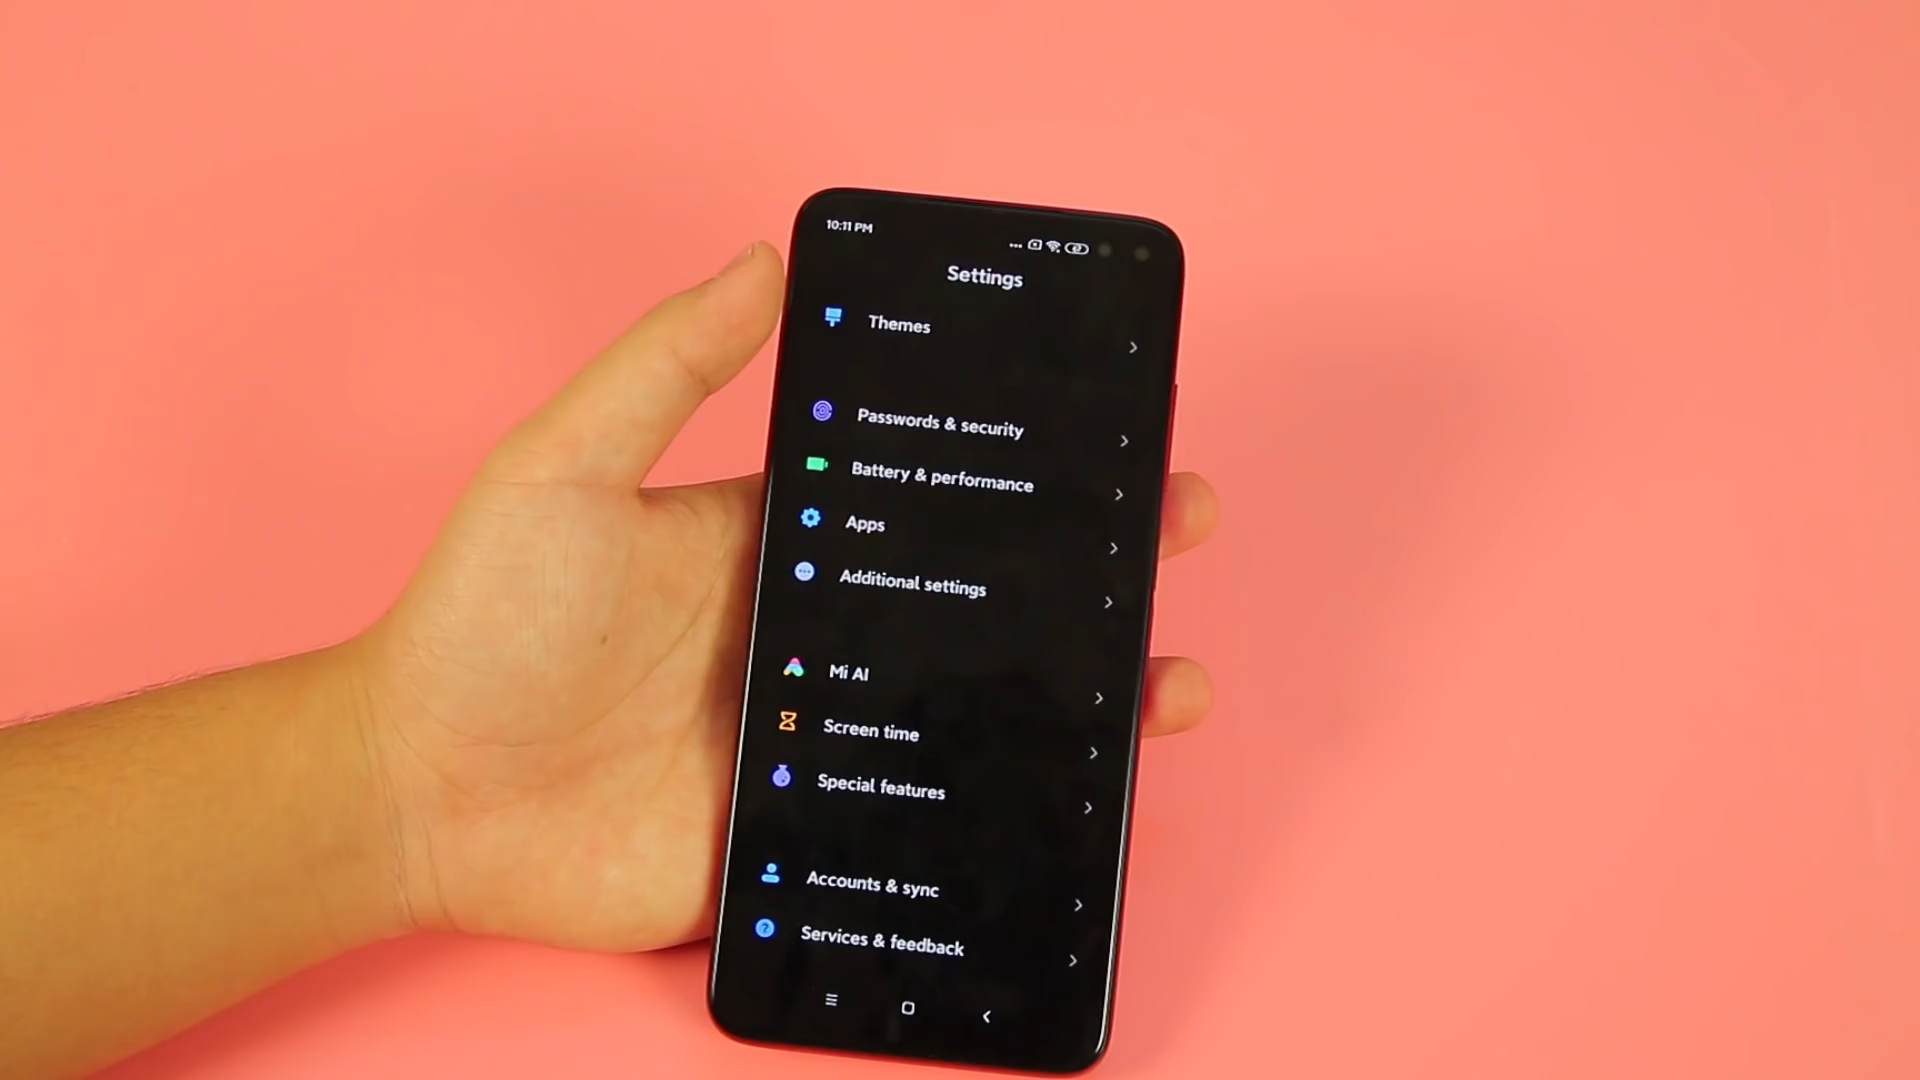 10:11 PM
Settings
Themes
Passwords & security
Battery & performance
Apps
Additional settings
Mi AI
Screen time
Special features
Accounts & sync
Services & feedback